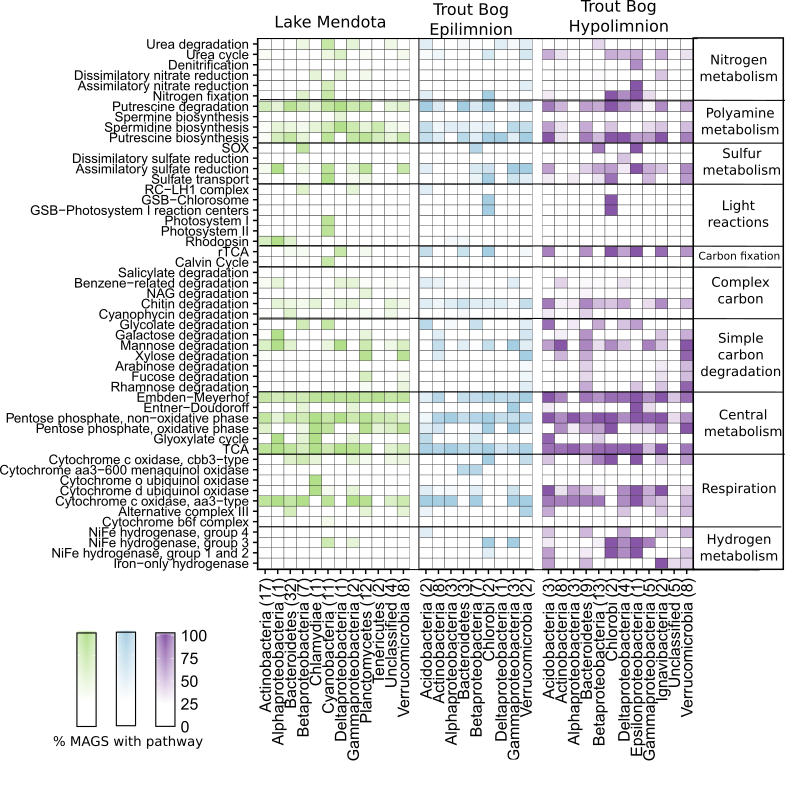 Lake Mendota
Trout Bog
Epilimnion
Trout Bog
Hypolimnion
Urea degradation
Urea cycle
Denitrification
Dissimilatory nitrate reduction
Assimilatory nitrate reduction
Nitrogen fixation
Nitrogen
metabolism
Putrescine degradation
Spermine biosynthesis
Spermidine biosynthesis
Putrescine biosynthesis
Polyamine
metabolism
SOX
Dissimilatory sulfate reduction
Assimilatory sulfate reduction
Sulfate transport
Sulfur
metabolism
RC−LH1 complex
GSB−Chlorosome
GSB−Photosystem I reaction centers
Photosystem I
Photosystem II
Rhodopsin
Light
reactions
rTCA
Calvin Cycle
Carbon fixation
Salicylate degradation
Benzene−related degradation
NAG degradation
Chitin degradation
Cyanophycin degradation
Complex
carbon
Glycolate degradation
Galactose degradation
Mannose degradation
Xylose degradation
Arabinose degradation
Fucose degradation
Rhamnose degradation
Simple
carbon
degradation
Embden−Meyerhof
Entner−Doudoroff
Pentose phosphate, non−oxidative phase
Pentose phosphate, oxidative phase
Glyoxylate cycle
TCA
Central
metabolism
Cytochrome c oxidase, cbb3−type
Cytochrome aa3−600 menaquinol oxidase
Cytochrome o ubiquinol oxidase
Cytochrome d ubiquinol oxidase
Cytochrome c oxidase, aa3−type
Alternative complex III
Cytochrome b6f complex
Respiration
NiFe hydrogenase, group 4
NiFe hydrogenase, group 3
NiFe hydrogenase, group 1 and 2
Iron−only hydrogenase
Hydrogen
metabolism
Actinobacteria (17)
Alphaproteobacteria (1)
Bacteroidetes (32)
Betaproteobacteria (7)
Chlamydiae (1)
Cyanobacteria (11)
Deltaproteobacteria (1)
Gammaproteobacteria (2)
Planctomycetes (12)
Tenericutes (2)
Unclassified (4)
Verrucomicrobia (8)
Acidobacteria (2)
Actinobacteria (8)
Alphaproteobacteria (3)
Bacteroidetes (3)
Betaproteobacteria (7)
Chlorobi (2)
Deltaproteobacteria (1)
Gammaproteobacteria (3)
Verrucomicrobia (2)
Acidobacteria (3)
Actinobacteria (8)
Alphaproteobacteria (3)
Bacteroidetes (9)
Betaproteobacteria (13)
Chlorobi (2)
Deltaproteobacteria (4)
Epsilonproteobacteria (1)
Gammaproteobacteria (5)
Ignavibacteria (2)
Unclassified (5)
Verrucomicrobia (8)
100
75
50
25
0
% MAGS with pathway